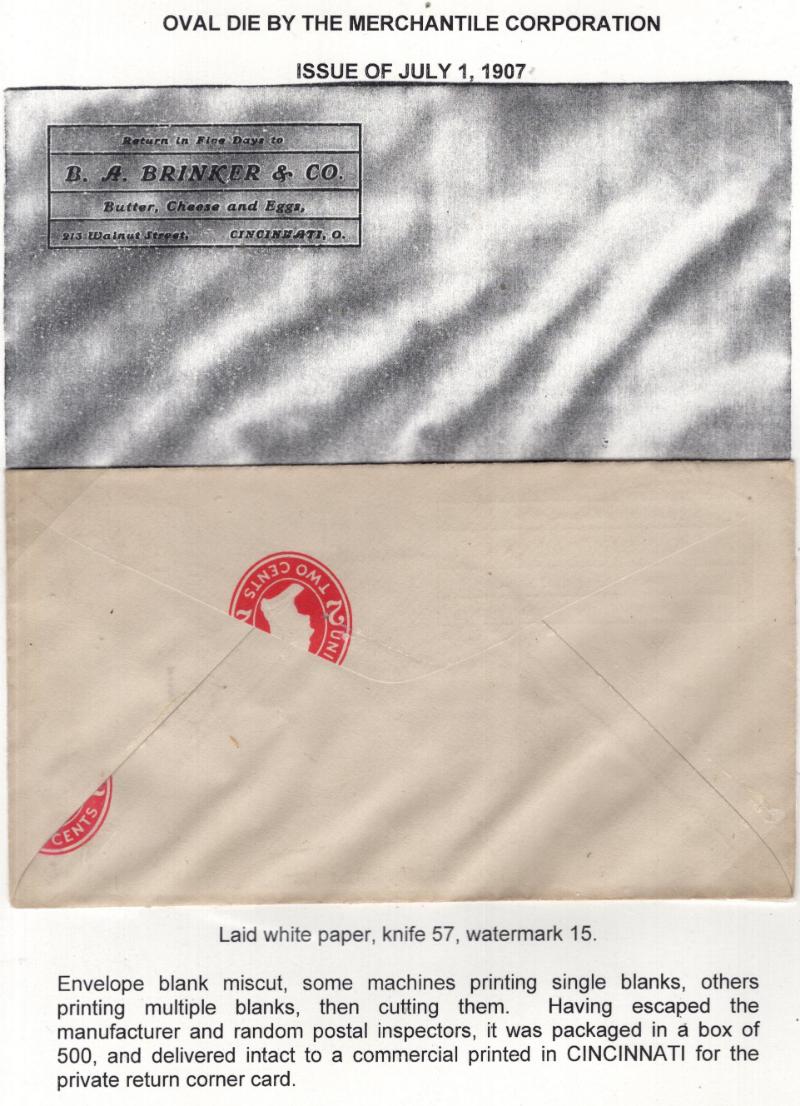 OVAL DIE BY THE MERCHANTILE CORPORATION
ISSUE OF JULY 1, 1907
Return in Five Days to
B. A. BRINKER & CO.
Butter, Cheese and Eggs,
213 Walnut Street, CINCINNATI, O.
TWO CENTS 2 UNI
2
CENTS
Laid white paper, knife 57, watermark 15.
Envelope blank miscut, some machines printing single blanks, others
printing multiple blanks, then cutting them. Having escaped the
manufacturer and random postal inspectors, it was packaged in a box of
500, and delivered intact to a commercial printed in CINCINNATI for the
private return corner card.